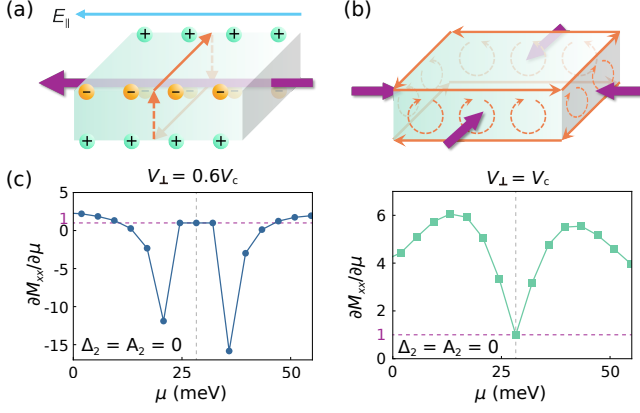 (a)
E∥
+ + + +
− − − −
+ + + +
(b)
(c)
V⊥ = 0.6Vc
5
1
0
-5
-10
-15
∂Mxx/∂μ
Δ2 = A2 = 0
0 25 50
μ (meV)
V⊥ = Vc
6
4
2
1
0
∂Mxx/∂μ
Δ2 = A2 = 0
0 25 50
μ (meV)